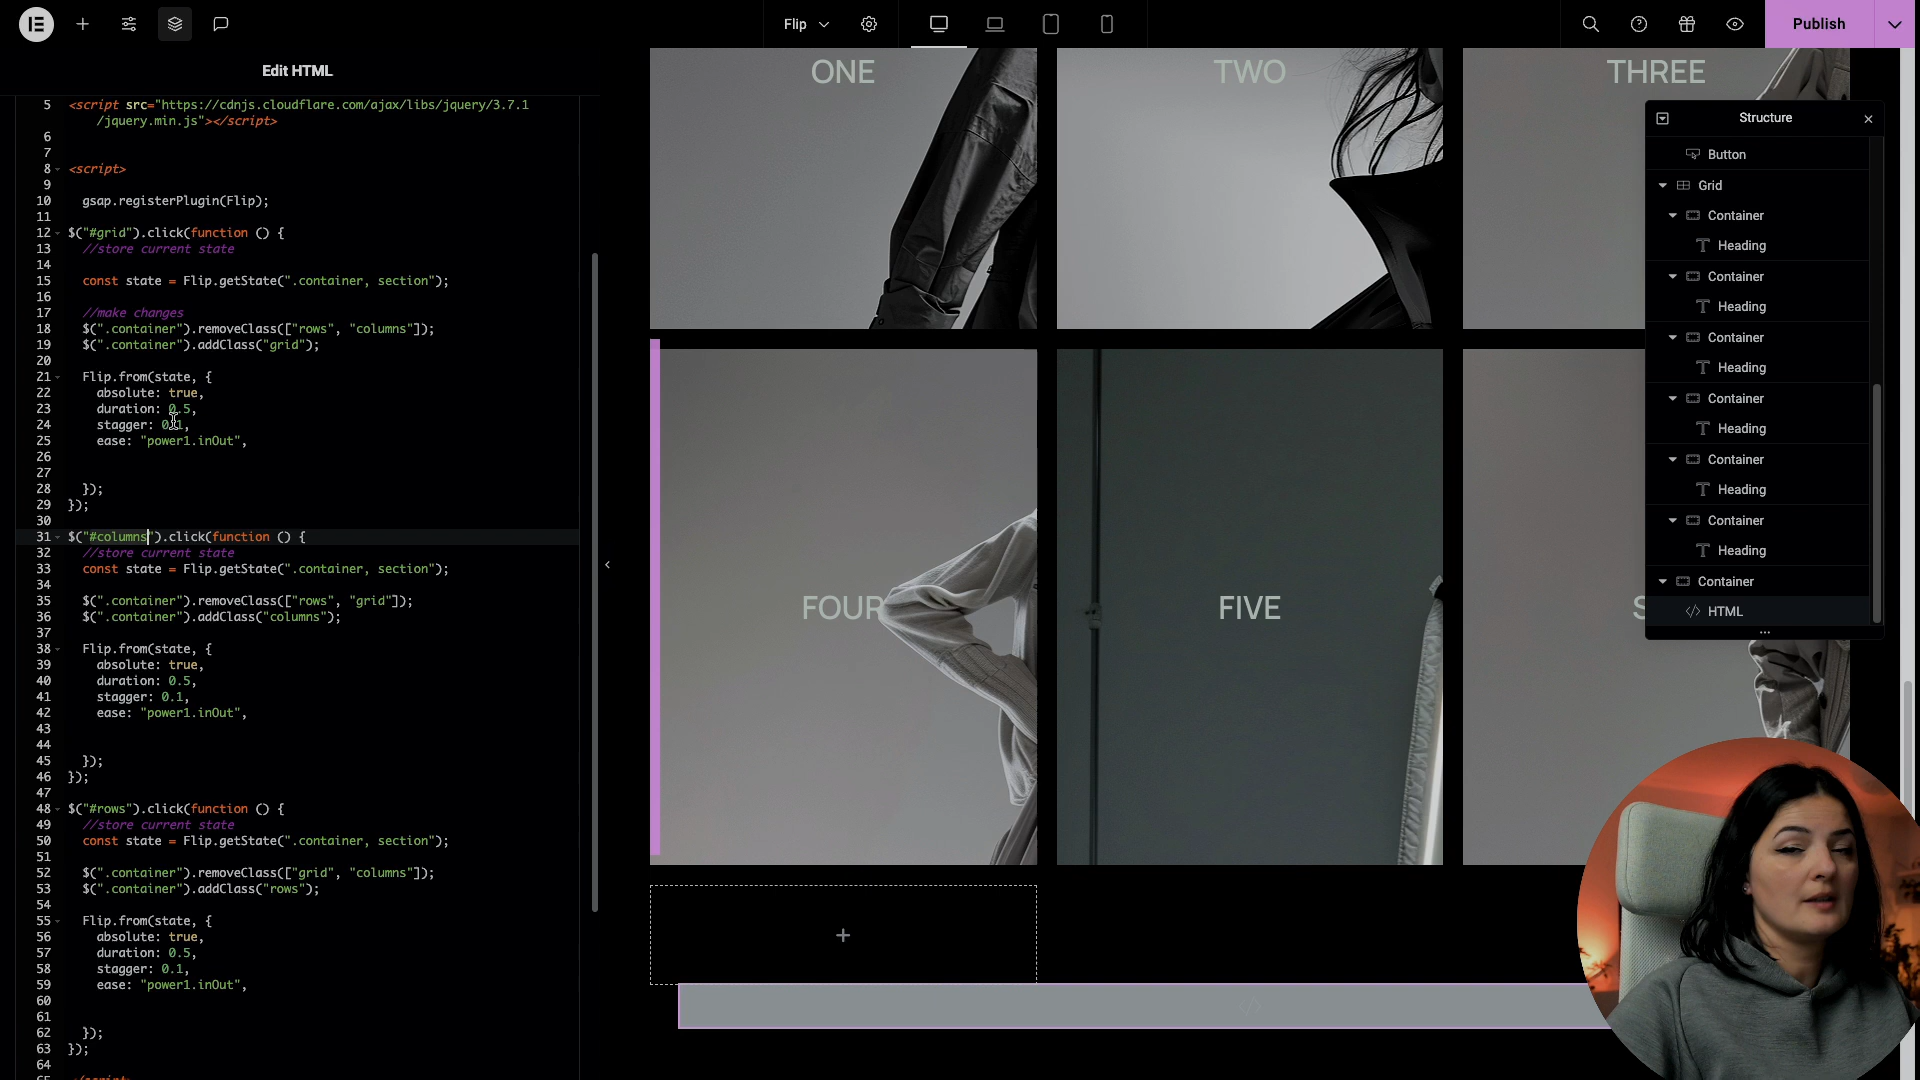 Flip
Publish
Edit HTML
5 <script src="https://cdnjs.cloudflare.com/ajax/libs/jquery/3.7.1
/jquery.min.js"></script>
6
7
8 <script>
9
10 gsap.registerPlugin(Flip);
11
12 $("#grid").click(function () {
13 //store current state
14
15 const state = Flip.getState(".container, section");
16
17 //make changes
18 $(".container").removeClass(["rows", "columns"]);
19 $(".container").addClass("grid");
20
21 Flip.from(state, {
22 absolute: true,
23 duration: 0.5,
24 stagger: 0.1,
25 ease: "power1.inOut",
26
27
28 });
29 });
30
31 $("#columns").click(function () {
32 //store current state
33 const state = Flip.getState(".container, section");
34
35 $(".container").removeClass(["rows", "grid"]);
36 $(".container").addClass("columns");
37
38 Flip.from(state, {
39 absolute: true,
40 duration: 0.5,
41 stagger: 0.1,
42 ease: "power1.inOut",
43
44
45 });
46 });
47
48 $("#rows").click(function () {
49 //store current state
50 const state = Flip.getState(".container, section");
51
52 $(".container").removeClass(["grid", "columns"]);
53 $(".container").addClass("rows");
54
55 Flip.from(state, {
56 absolute: true,
57 duration: 0.5,
58 stagger: 0.1,
59 ease: "power1.inOut",
60
61
62 });
63 });
64
ONE
TWO
THREE
FOUR
FIVE
S
Structure
Button
Grid
Container
Heading
Container
Heading
Container
Heading
Container
Heading
Container
Heading
Container
Heading
Container
HTML